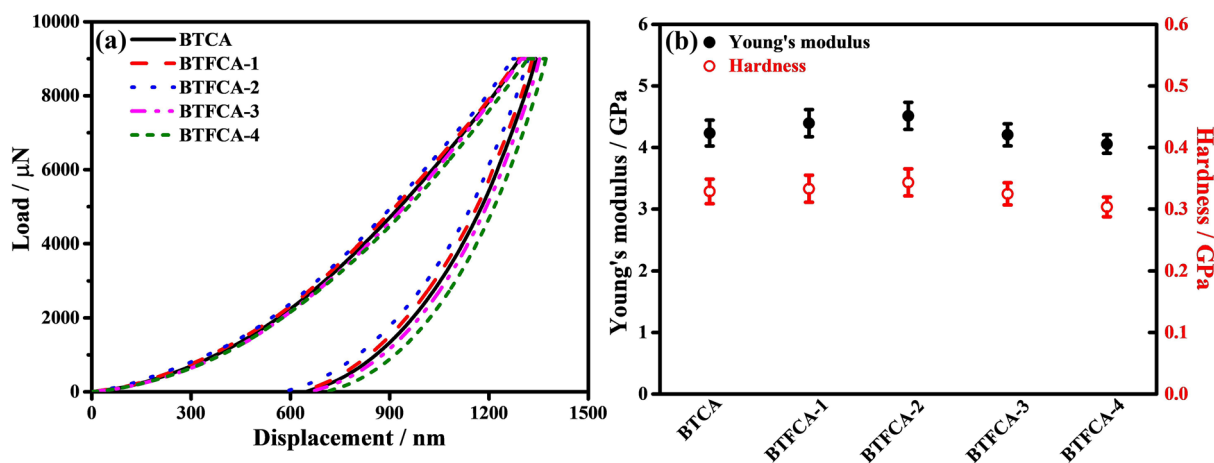 (a)
BTCA
BTFCA-1
BTFCA-2
BTFCA-3
BTFCA-4
Load / μN
10000
8000
6000
4000
2000
0
0 300 600 900 1200 1500
Displacement / nm
(b)
Young's modulus
Hardness
Young's modulus / GPa
6
5
4
3
2
1
0
0.6
0.5
0.4
0.3
0.2
0.1
0.0
Hardness / GPa
BTCA BTFCA-1 BTFCA-2 BTFCA-3 BTFCA-4